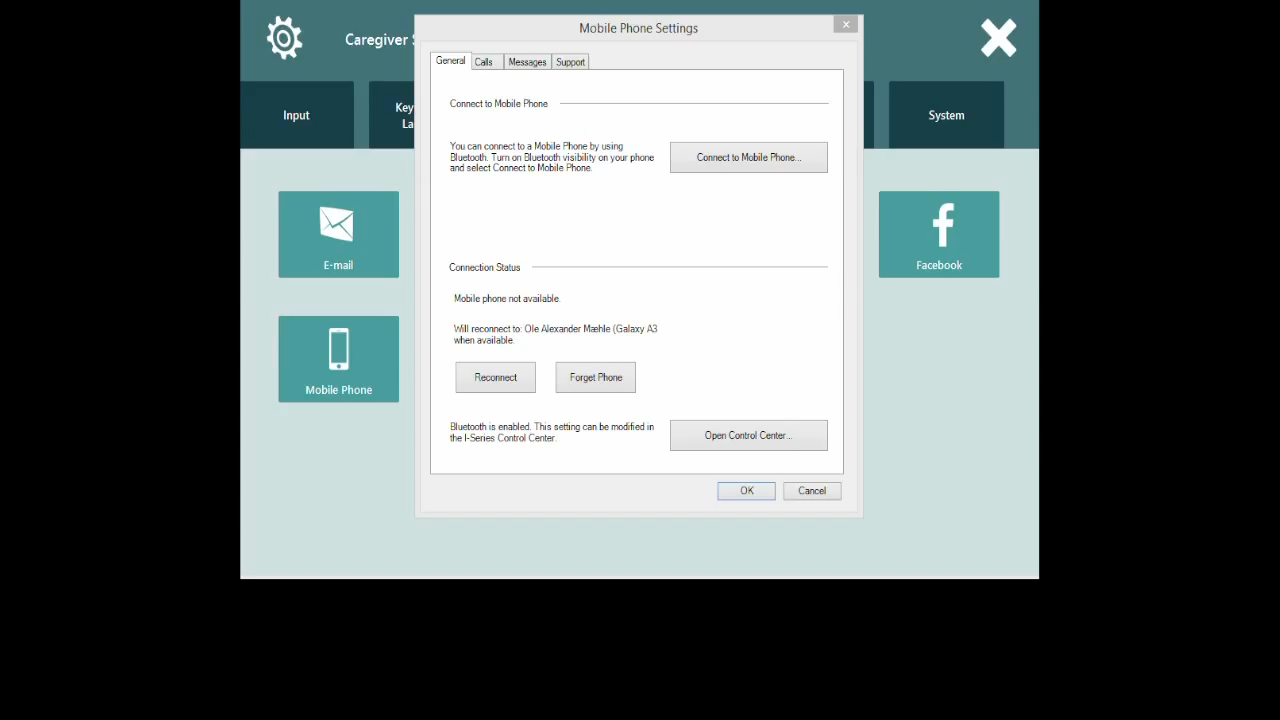 Mobile Phone Settings
Caregiver S
General
Calls
Messages
Support
Input
Key
La
System
Connect to Mobile Phone
You can connect to a Mobile Phone by using
Bluetooth. Turn on Bluetooth visibility on your phone
and select Connect to Mobile Phone.
Connect to Mobile Phone...
E-mail
Facebook
Connection Status
Mobile phone not available.
Will reconnect to: Ole Alexander Mæhle (Galaxy A3
when available.
Mobile Phone
Reconnect
Forget Phone
Bluetooth is enabled. This setting can be modified in
the I-Series Control Center.
Open Control Center...
OK
Cancel